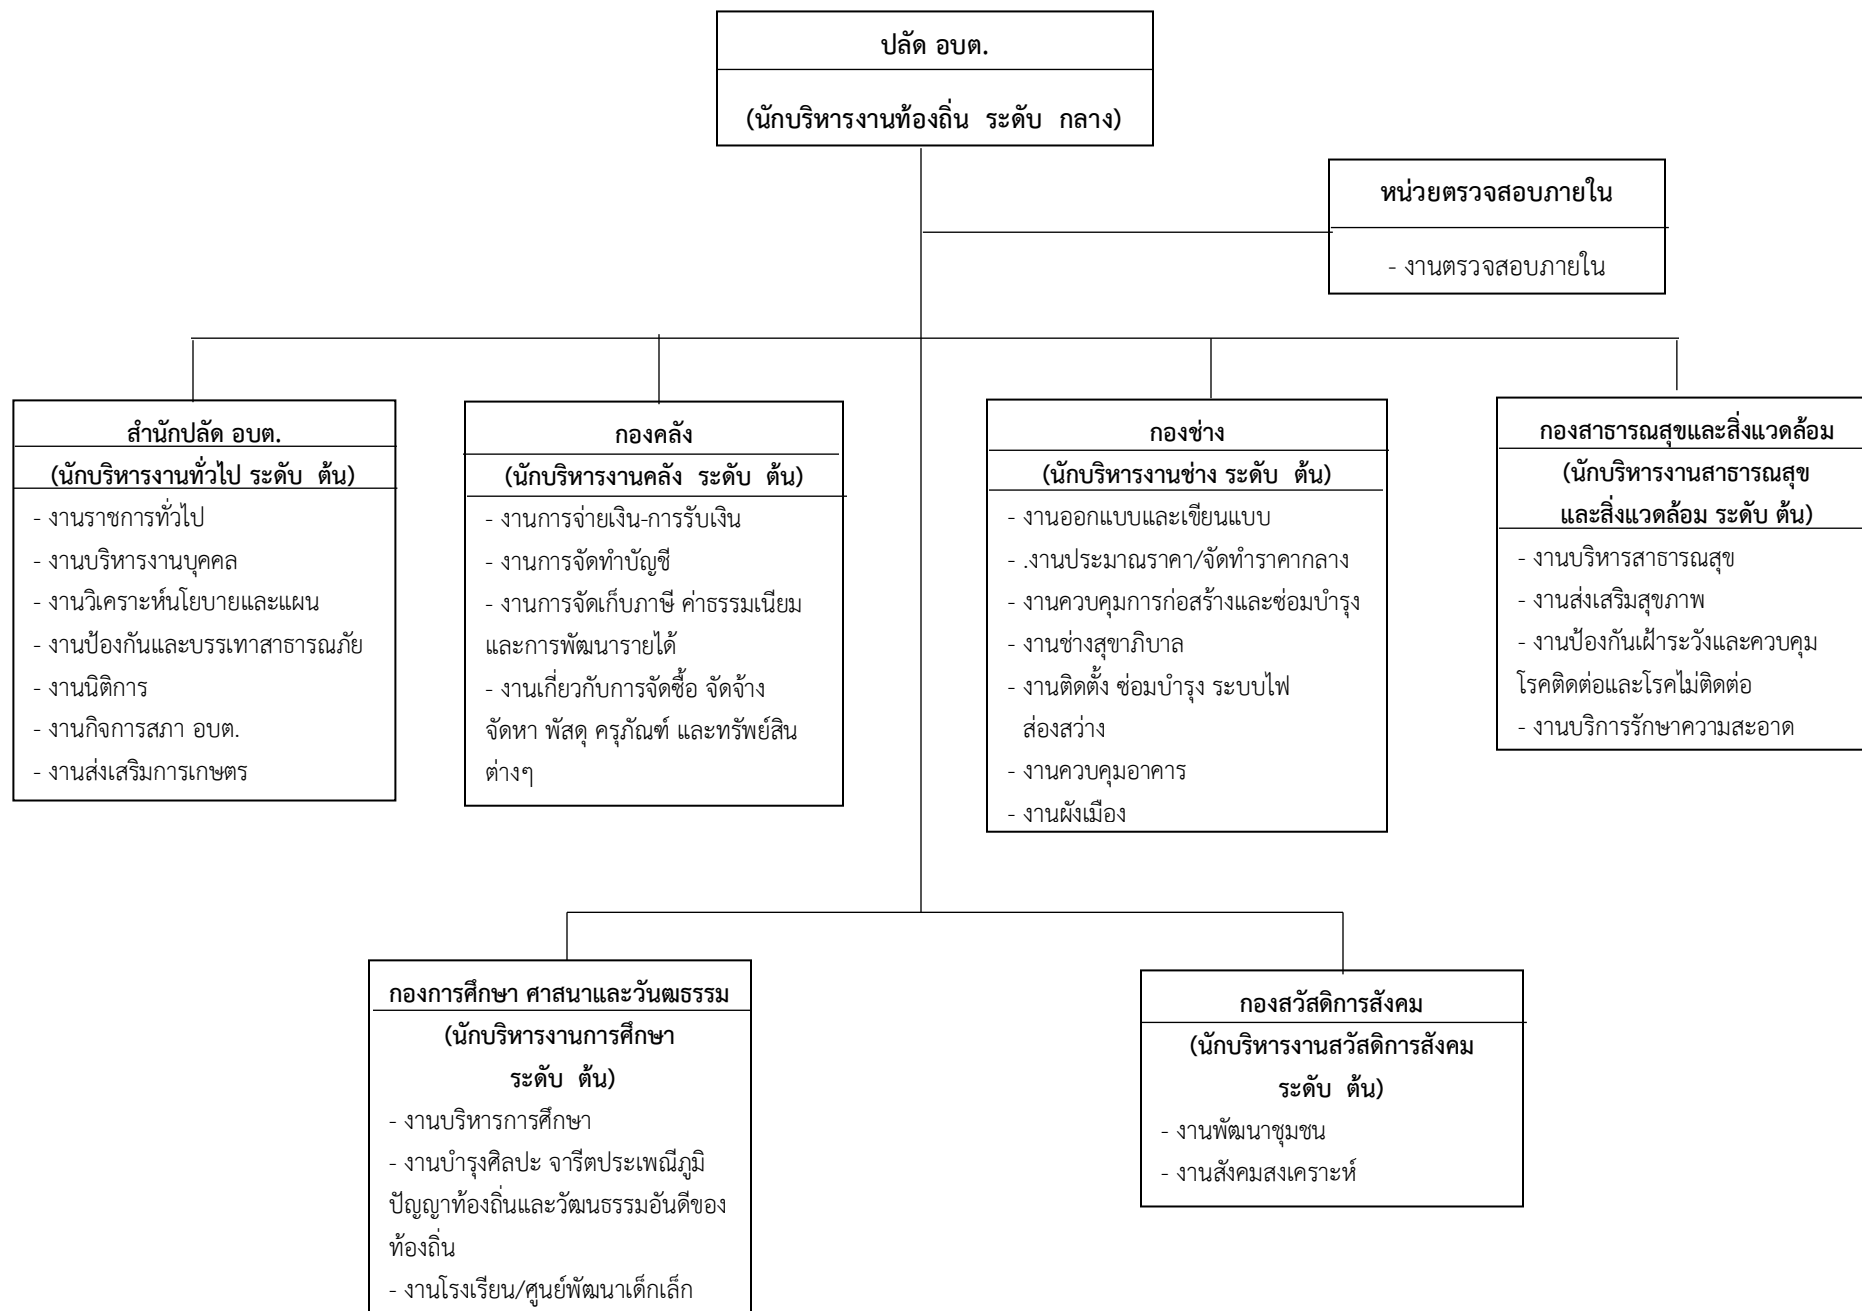 ปลัด อบต.
(นักบริหารงานท้องถิ่น ระดับ กลาง)
หน่วยตรวจสอบภายใน
- งานตรวจสอบภายใน
สำนักปลัด อบต.
(นักบริหารงานทั่วไป ระดับ ต้น)
- งานราชการทั่วไป
- งานบริหารงานบุคคล
- งานวิเคราะห์นโยบายและแผน
- งานป้องกันและบรรเทาสาธารณภัย
- งานนิติการ
- งานกิจการสภา อบต.
- งานส่งเสริมการเกษตร
กองคลัง
(นักบริหารงานคลัง ระดับ ต้น)
- งานการจ่ายเงิน-การรับเงิน
- งานการจัดทำบัญชี
- งานการจัดเก็บภาษี ค่าธรรมเนียม
และการพัฒนารายได้
- งานเกี่ยวกับการจัดซื้อ จัดจ้าง
จัดหา พัสดุ ครุภัณฑ์ และทรัพย์สิน
ต่างๆ
กองช่าง
(นักบริหารงานช่าง ระดับ ต้น)
- งานออกแบบและเขียนแบบ
- .งานประมาณราคา/จัดทำราคากลาง
- งานควบคุมการก่อสร้างและซ่อมบำรุง
- งานช่างสุขาภิบาล
- งานติดตั้ง ซ่อมบำรุง ระบบไฟ
ส่องสว่าง
- งานควบคุมอาคาร
- งานผังเมือง
กองสาธารณสุขและสิ่งแวดล้อม
(นักบริหารงานสาธารณสุข
และสิ่งแวดล้อม ระดับ ต้น)
- งานบริหารสาธารณสุข
- งานส่งเสริมสุขภาพ
- งานป้องกันเฝ้าระวังและควบคุม
โรคติดต่อและโรคไม่ติดต่อ
- งานบริการรักษาความสะอาด
กองการศึกษา ศาสนาและวันฒธรรม
(นักบริหารงานการศึกษา
ระดับ ต้น)
- งานบริหารการศึกษา
- งานบำรุงศิลปะ จารีตประเพณีภูมิ
ปัญญาท้องถิ่นและวัฒนธรรมอันดีของ
ท้องถิ่น
- งานโรงเรียน/ศูนย์พัฒนาเด็กเล็ก
กองสวัสดิการสังคม
(นักบริหารงานสวัสดิการสังคม
ระดับ ต้น)
- งานพัฒนาชุมชน
- งานสังคมสงเคราะห์